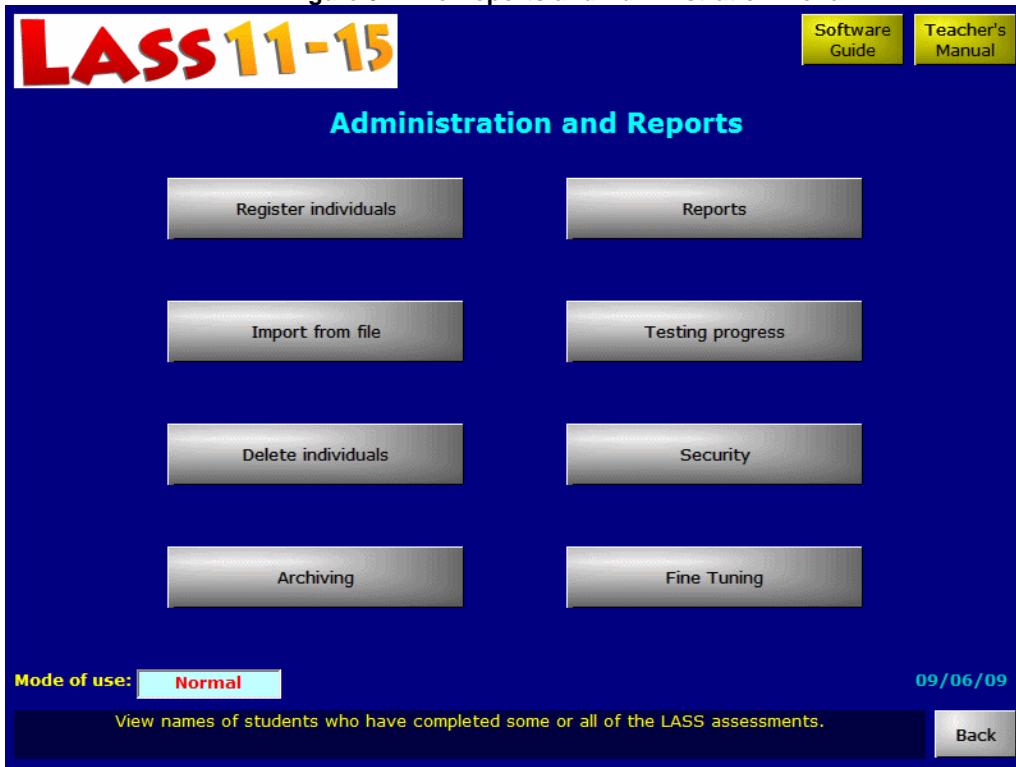 LASS 11-15
Software
Guide
Teacher's
Manual
Administration and Reports
Register individuals
Reports
Import from file
Testing progress
Delete individuals
Security
Archiving
Fine Tuning
Mode of use: Normal
09/06/09
View names of students who have completed some or all of the LASS assessments.
Back